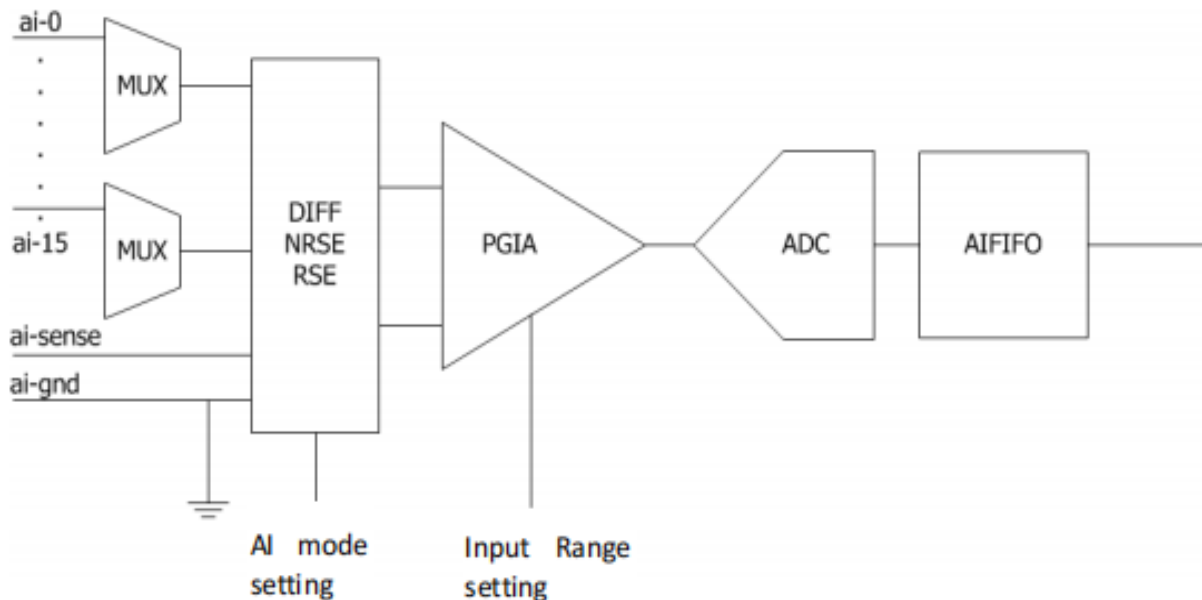 ai-0
MUX
DIFF
NRSE
RSE
PGIA
ADC
AIFIFO
ai-15
MUX
ai-sense
ai-gnd
AI mode
setting
Input Range
setting